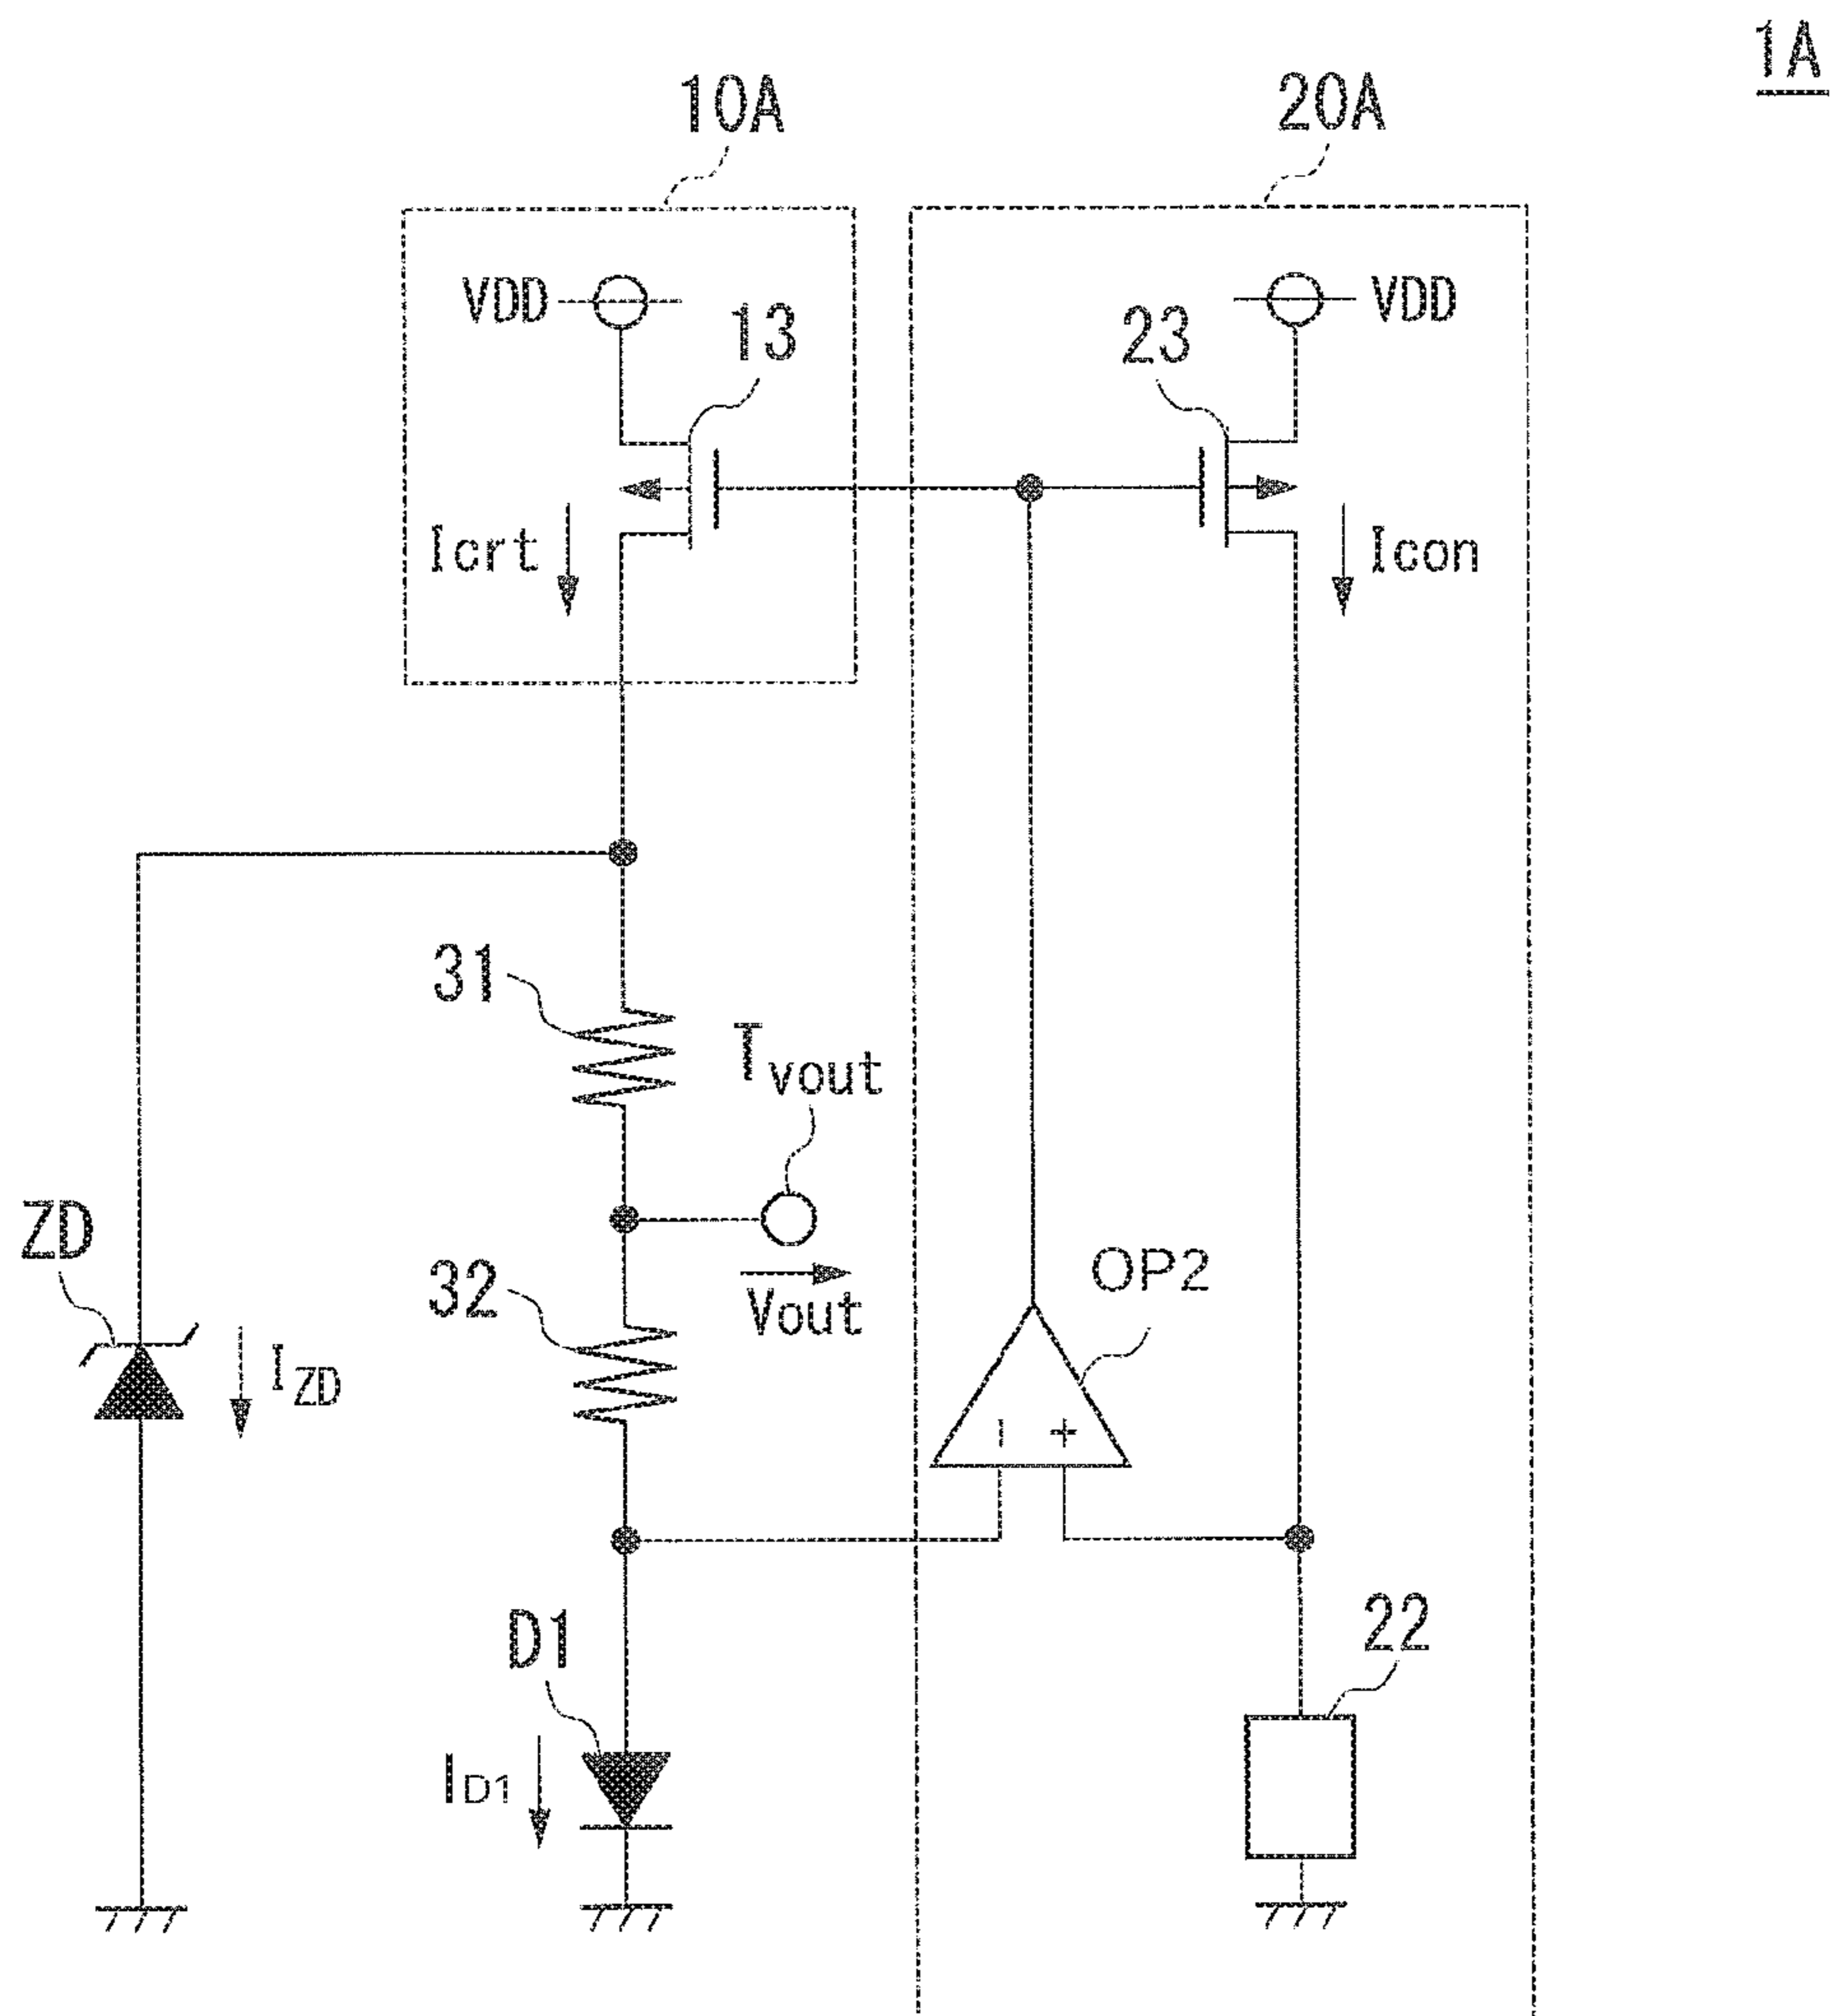 1A
10A
20A
VDD
VDD
13
23
Icrt
Icon
31
Tvout
ZD
32
Vout
OP2
IZD
- +
D1
22
ID1